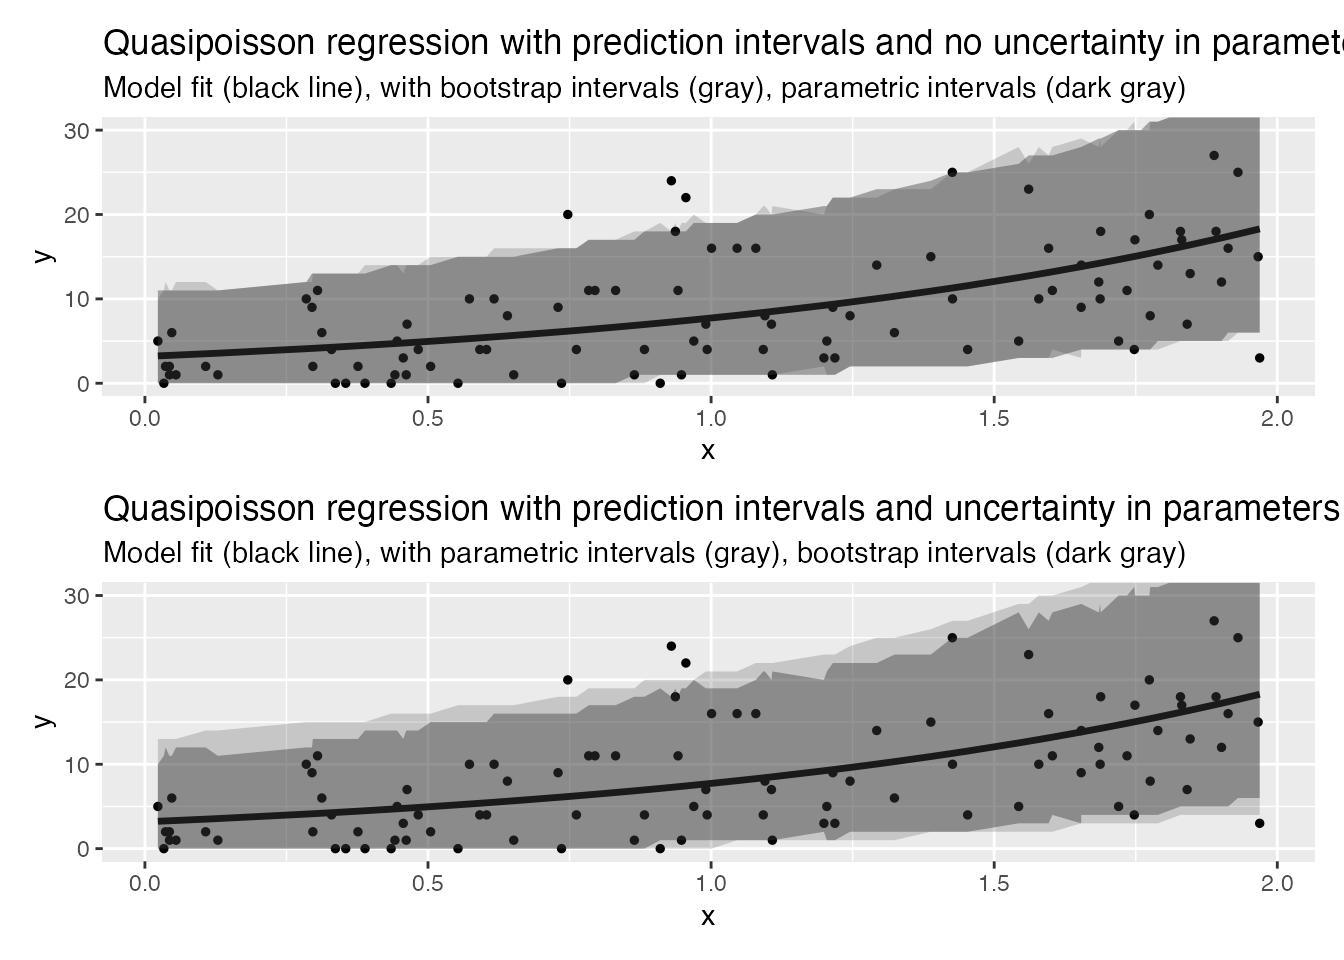 Quasipoisson regression with prediction intervals and no uncertainty in paramet
Model fit (black line), with bootstrap intervals (gray), parametric intervals (dark gray)
30
20
10
0
y
0.0 0.5 1.0 1.5 2.0
x
Quasipoisson regression with prediction intervals and uncertainty in parameters
Model fit (black line), with parametric intervals (gray), bootstrap intervals (dark gray)
30
20
10
0
y
0.0 0.5 1.0 1.5 2.0
x